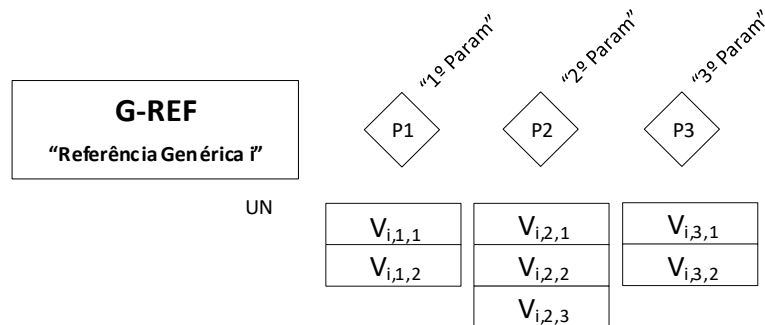 "1º Param"
"2º Param"
"3º Param"
G-REF
"Referência Genérica i"
P1
P2
P3
UN
Vi,1,1
Vi,2,1
Vi,3,1
Vi,1,2
Vi,2,2
Vi,3,2
Vi,2,3